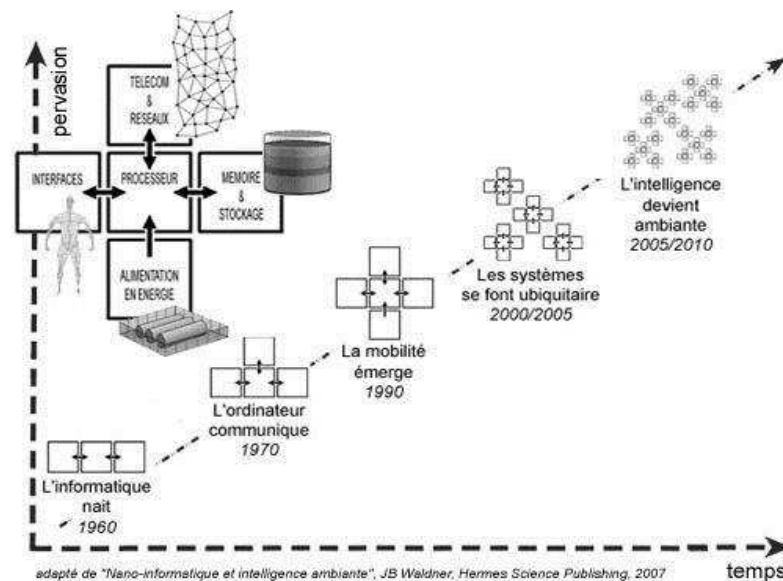 pervasion
TELECOM
&
RESEAUX
INTERFACES
PROCESSEUR
MEMOIRE
&
STOCKAGE
ALIMENTATION
EN ENERGIE
L'informatique
nait
1960
L'ordinateur
communique
1970
La mobilité
émerge
1990
Les systèmes
se font ubiquitaire
2000/2005
L'intelligence
devient
ambiante
2005/2010
temps
adapté de "Nano-informatique et intelligence ambiante", JB Waldner, Hermes Science Publishing, 2007